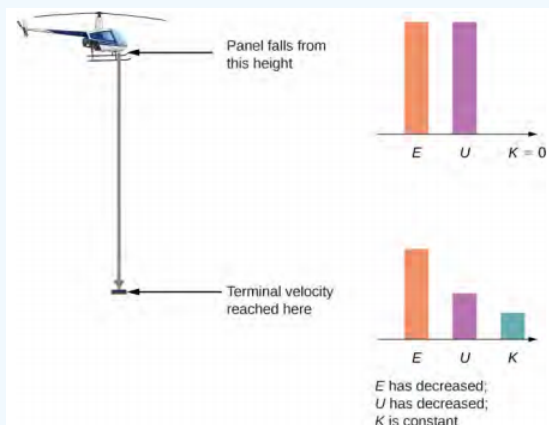 Panel falls from
this height
E U K = 0
Terminal velocity
reached here
E U K
E has decreased;
U has decreased;
K is constant